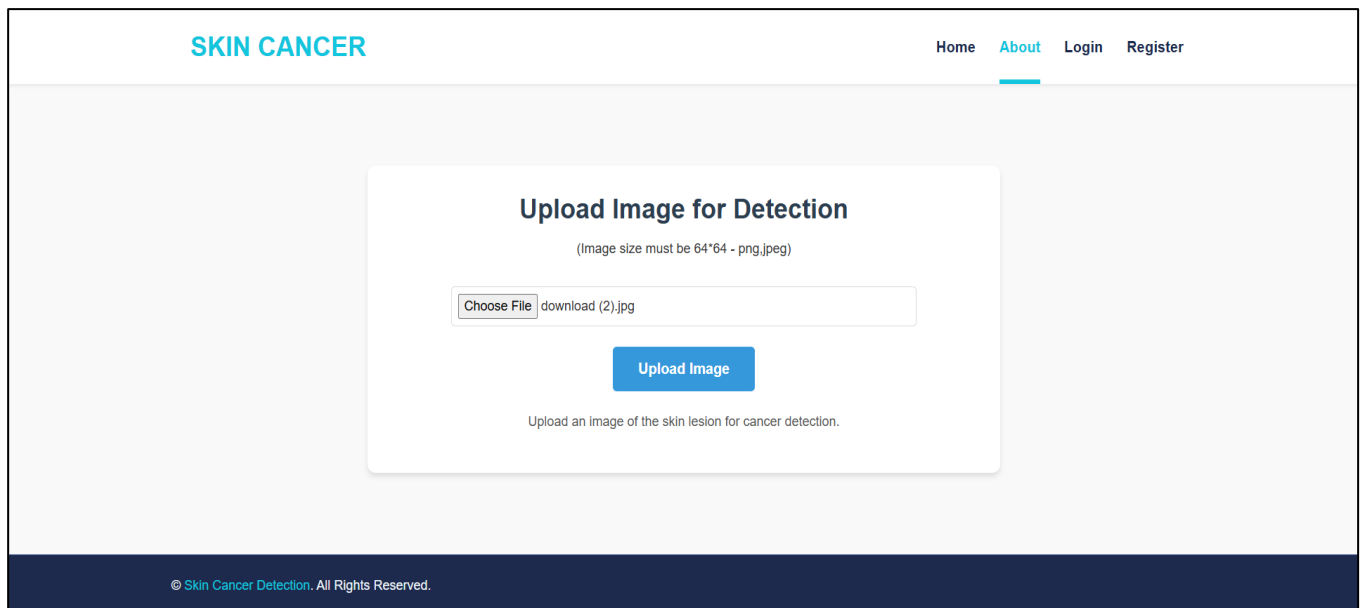 SKIN CANCER
Home About Login Register
Upload Image for Detection
(Image size must be 64*64 - png,jpeg)
Choose File download (2).jpg
Upload Image
Upload an image of the skin lesion for cancer detection.
© Skin Cancer Detection. All Rights Reserved.